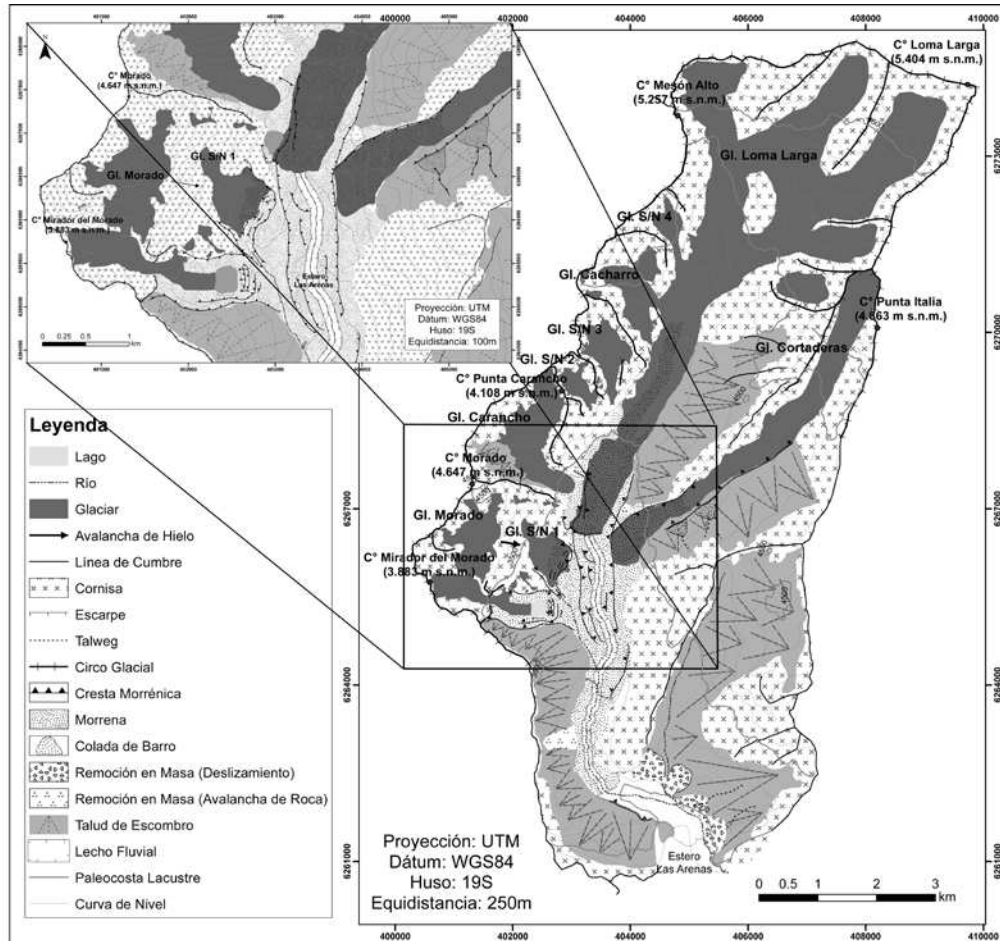 400000
402000
404000
406000
408000
410000
N
C° Morado
(4.647 m s.n.m.)
Gl. S/N 1
Gl. Morado
C° Mirador del Morado
(3.883 m s.n.m.)
Estero
Las Arenas
Proyección: UTM
Dátum: WGS84
Huso: 19S
Equidistancia: 100m
0 0.25 0.5 1
km
C° Loma Larga
(5.404 m s.n.m.)
C° Mesón Alto
(5.257 m s.n.m.)
Gl. Loma Larga
6273000
Gl. S/N 4
Gl. Cacharro
C° Punta Italia
(4.863 m s.n.m.)
Gl. S/N 3
6270000
Gl. Cortaderas
Gl. S/N 2
C° Punta Carancho
(4.108 m s.n.m.)
Gl. Carancho
C° Morado
(4.647 m s.n.m.)
6267000
Gl. Morado
Gl. S/N 1
C° Mirador del Morado
(3.883 m s.n.m.)
6264000
6261000
Leyenda
Lago
Río
Glaciar
Avalancha de Hielo
Línea de Cumbre
Cornisa
Escarpe
Talweg
Circo Glacial
Cresta Morrénica
Morrena
Colada de Barro
Remoción en Masa (Deslizamiento)
Remoción en Masa (Avalancha de Roca)
Talud de Escombro
Lecho Fluvial
Paleocosta Lacustre
Curva de Nivel
Proyección: UTM
Dátum: WGS84
Huso: 19S
Equidistancia: 250m
Estero
Las Arenas
0 0.5 1 2 3
km
400000
402000
404000
406000
408000
410000